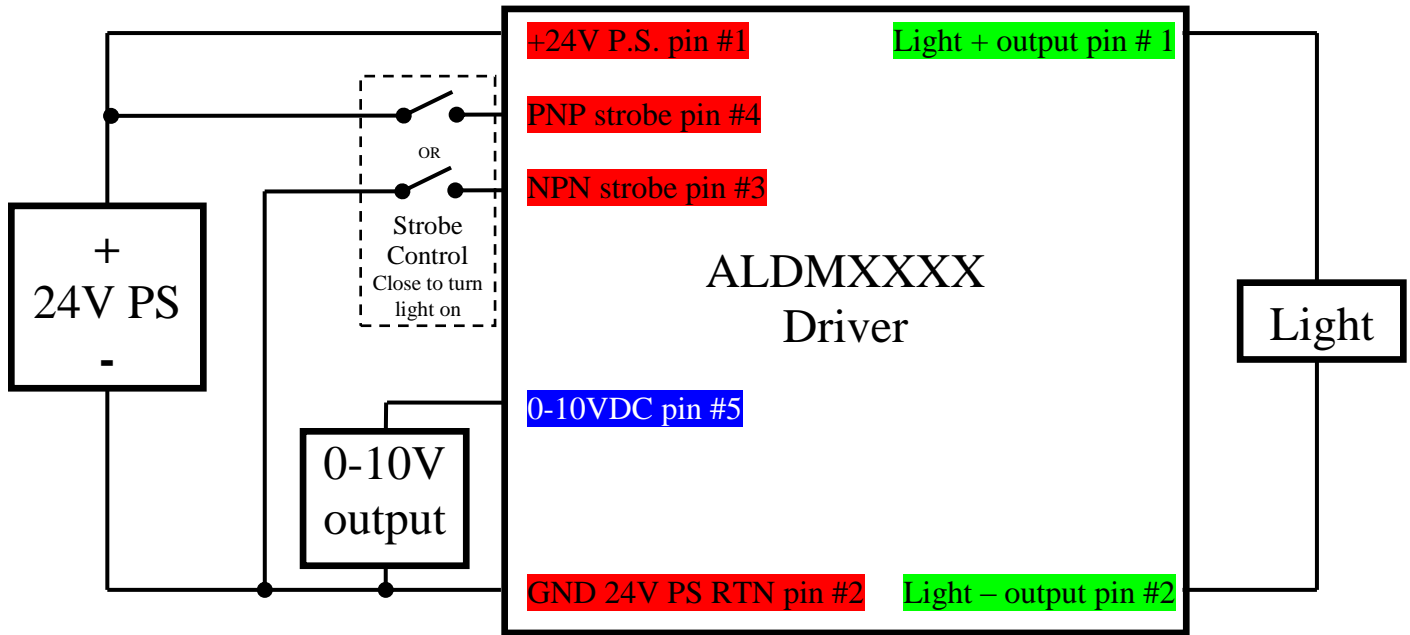 +24V P.S. pin #1
Light + output pin # 1
PNP strobe pin #4
OR
NPN strobe pin #3
Strobe
Control
Close to turn
light on
+
24V PS
-
ALDMXXXX
Driver
Light
0-10VDC pin #5
0-10V
output
GND 24V PS RTN pin #2
Light – output pin #2